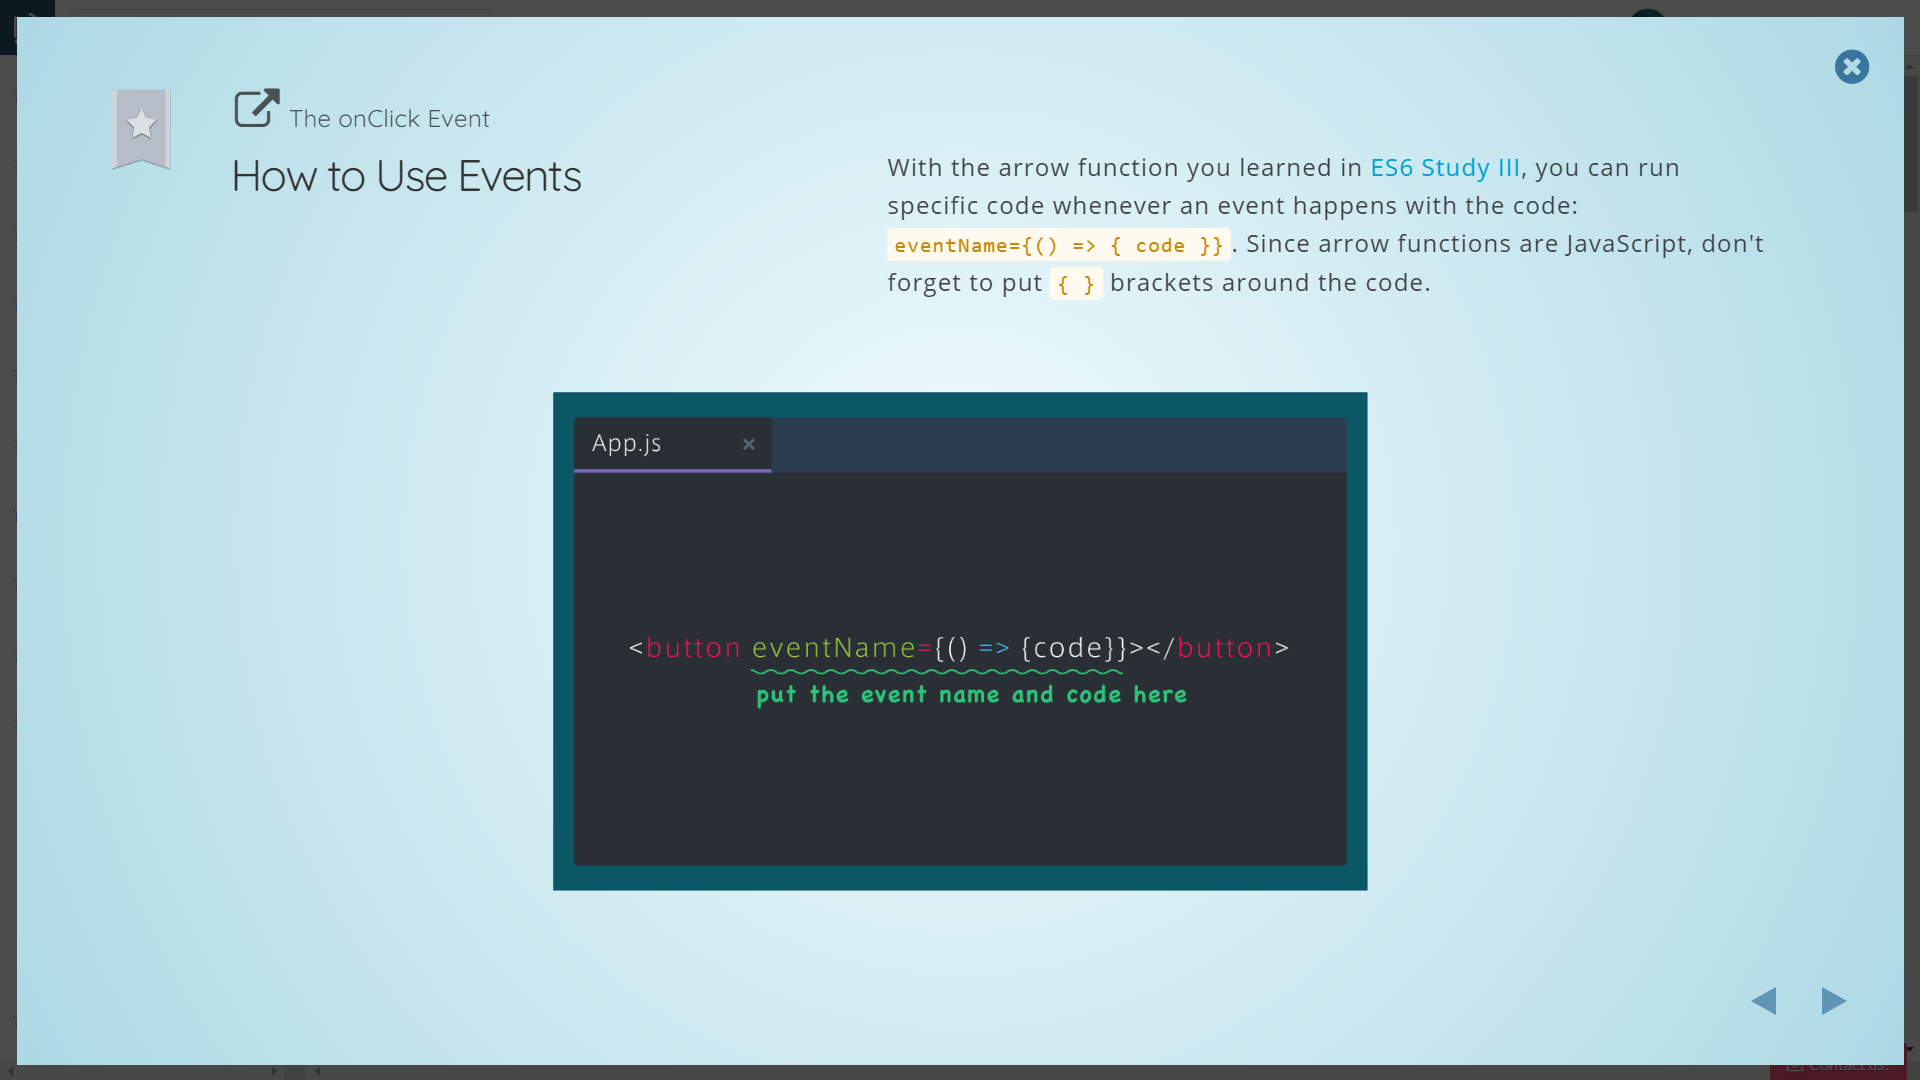 The onClick Event
How to Use Events
With the arrow function you learned in ES6 Study III, you can run
specific code whenever an event happens with the code:
eventName={() => { code }}. Since arrow functions are JavaScript, don't
forget to put { } brackets around the code.
App.js
<button eventName={() => {code}}></button>
put the event name and code here
Contact us!